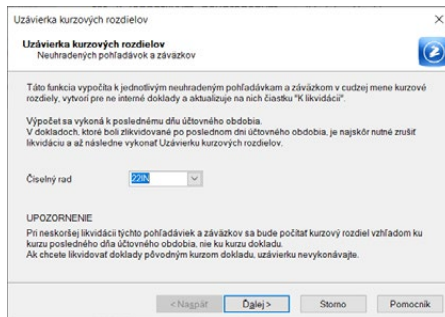 Uzávierka kurzových rozdielov
Uzávierka kurzových rozdielov
Neuhradených pohľadávok a záväzkov
Táto funkcia vypočíta k jednotlivým neuhradeným pohľadávkam a záväzkom v cudzej mene kurzové
rozdiely, vytvorí pre ne interné doklady a aktualizuje na nich čiastku "K likvidácii".
Výpočet sa vykoná k poslednému dňu účtovného obdobia.
V dokladoch, ktoré boli zlikvidované po poslednom dni účtovného obdobia, je najskôr nutné zrušiť
likvidáciu a až následne vykonať Uzávierku kurzových rozdielov.
Číselný rad
22IN
UPOZORNENIE
Pri neskoršej likvidácii týchto pohľadávok a záväzkov sa bude počítať kurzový rozdiel vzhľadom ku
kurzu posledného dňa účtovného obdobia, nie ku kurzu dokladu.
Ak chcete likvidovať doklady pôvodným kurzom dokladu, uzávierku nevykonávajte.
< Naspäť
Ďalej >
Storno
Pomocník